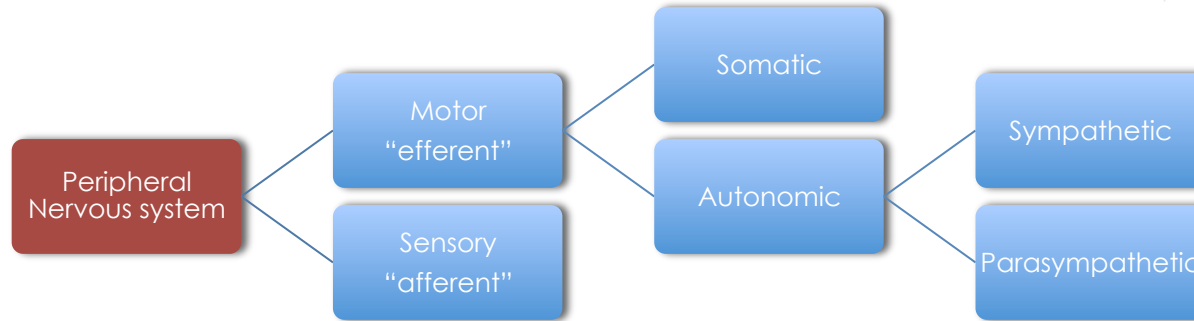 Peripheral
Nervous system
Motor
“efferent”
Sensory
“afferent”
Somatic
Autonomic
Sympathetic
Parasympathetic